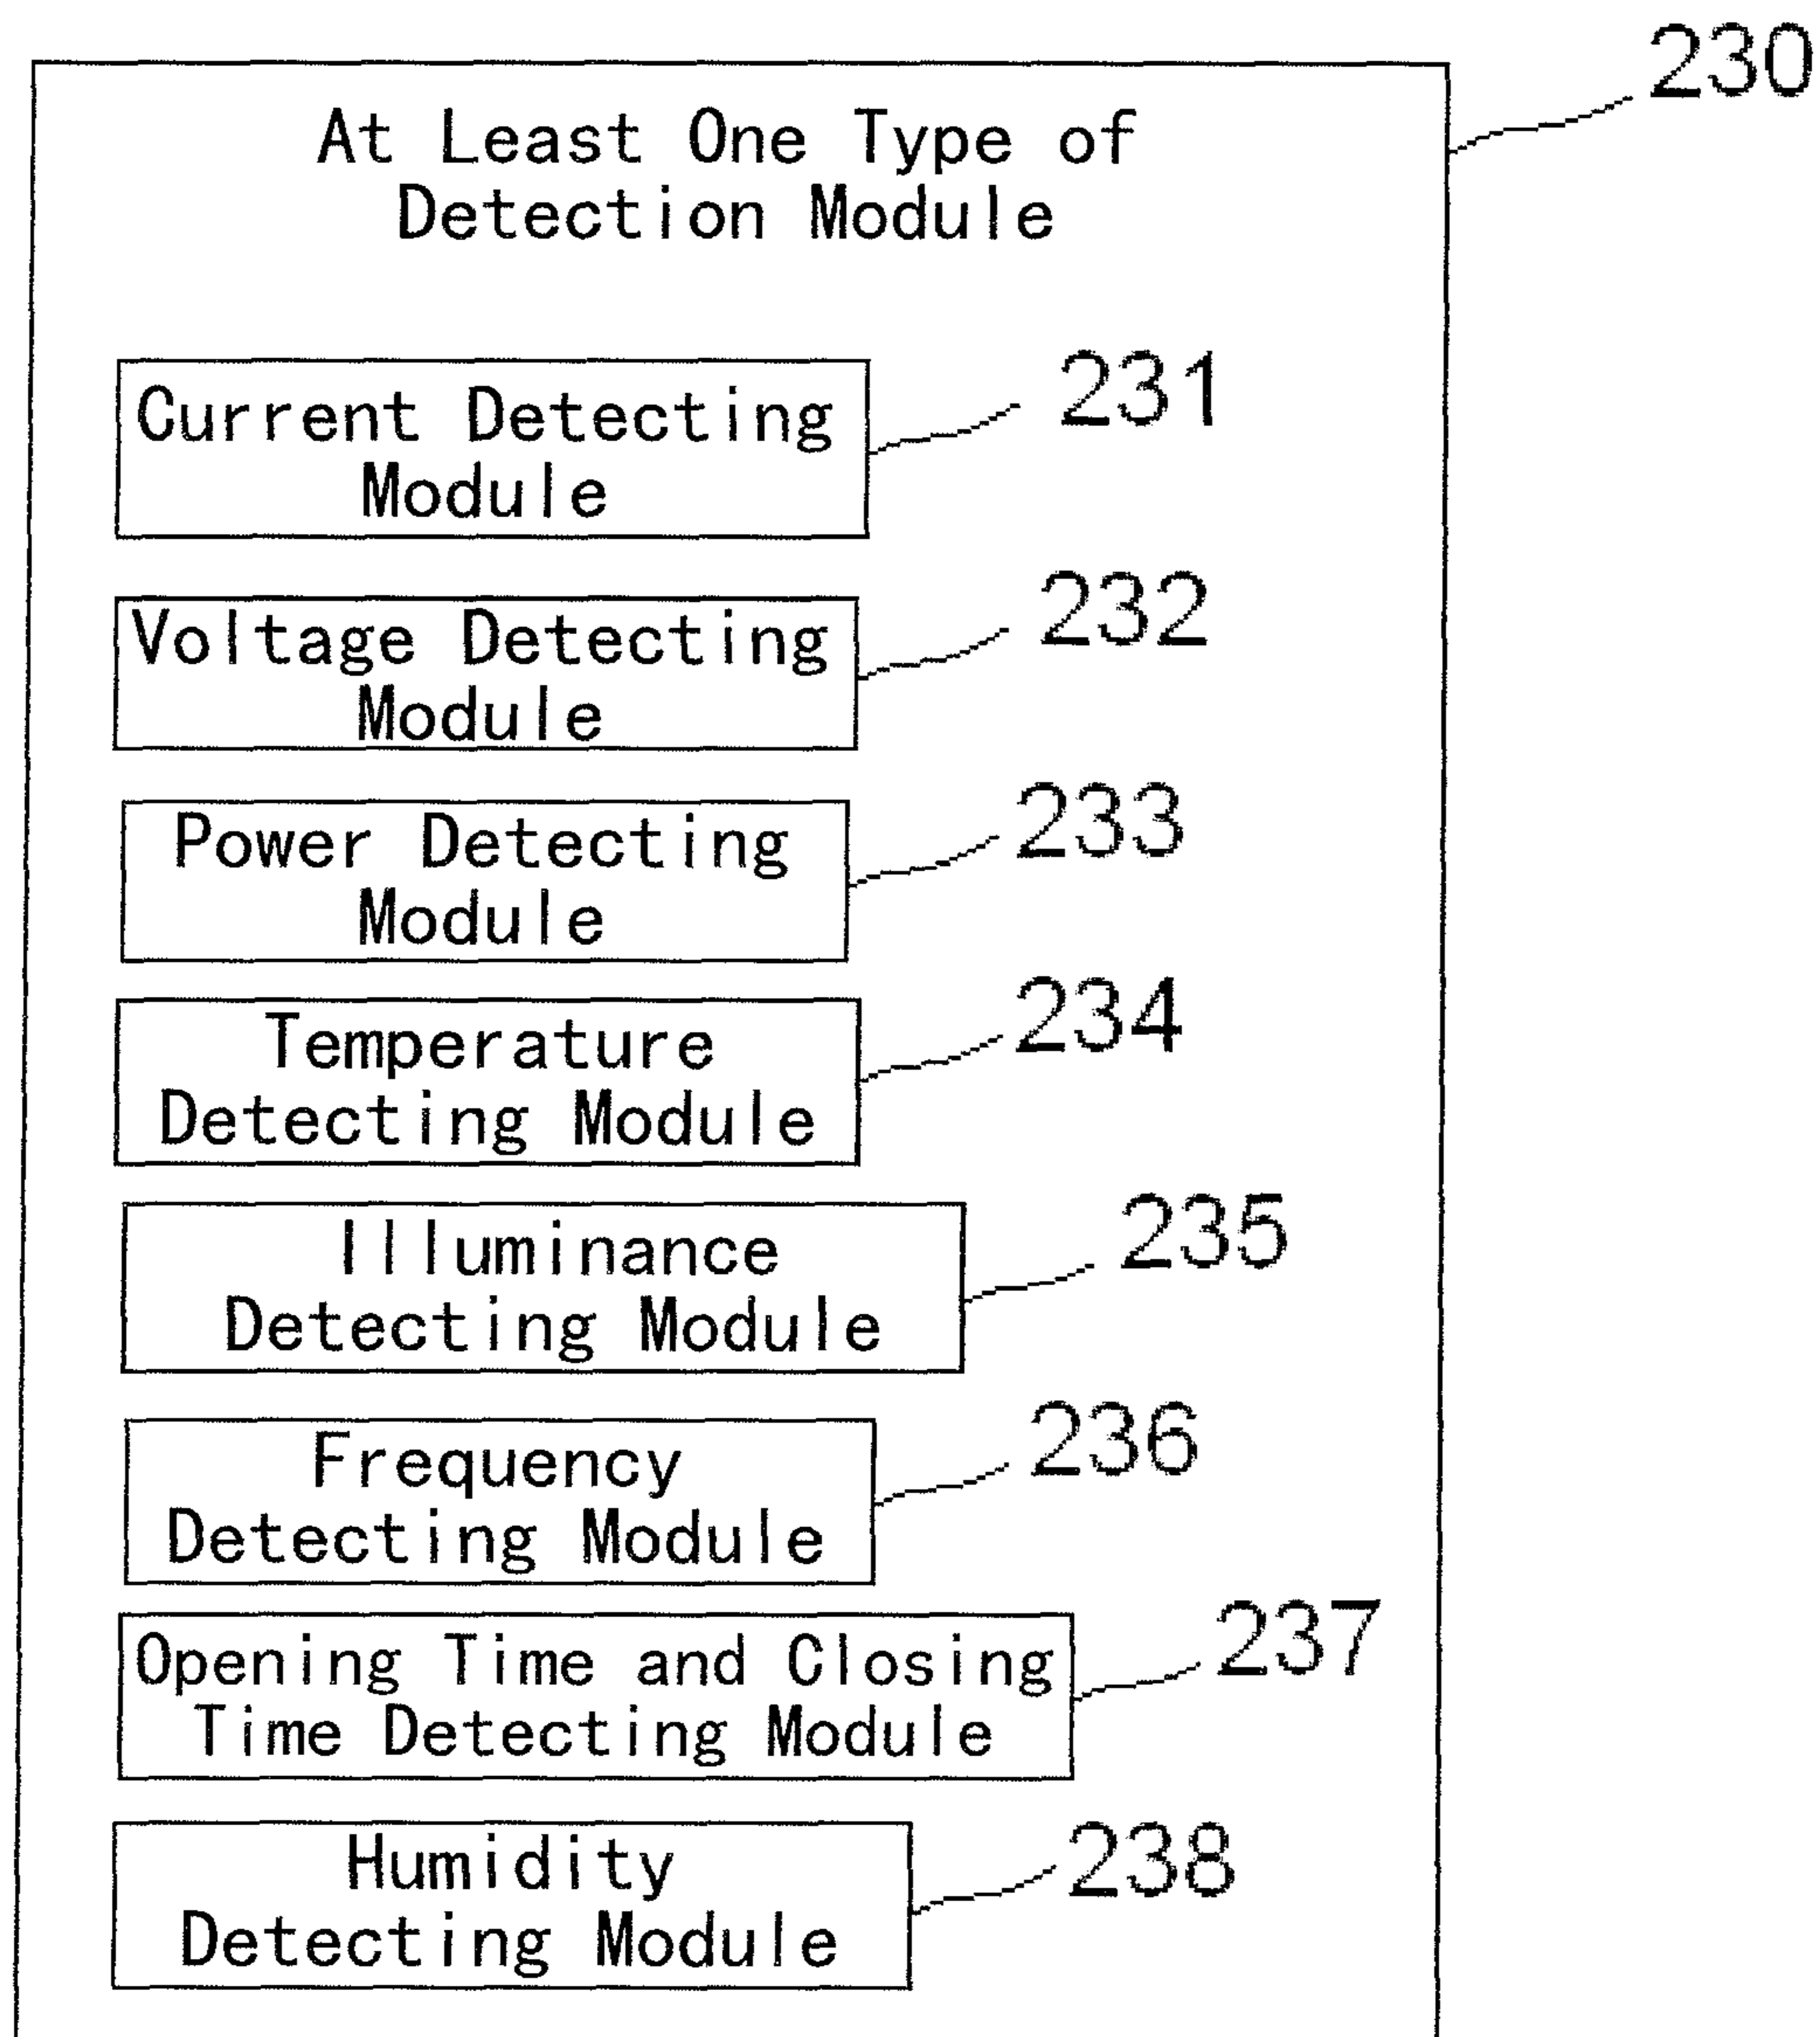 230
At Least One Type of
Detection Module
Current Detecting
Module
231
Voltage Detecting
Module
232
Power Detecting
Module
233
Temperature
Detecting Module
234
Illuminance
Detecting Module
235
Frequency
Detecting Module
236
Opening Time and Closing
Time Detecting Module
237
Humidity
Detecting Module
238